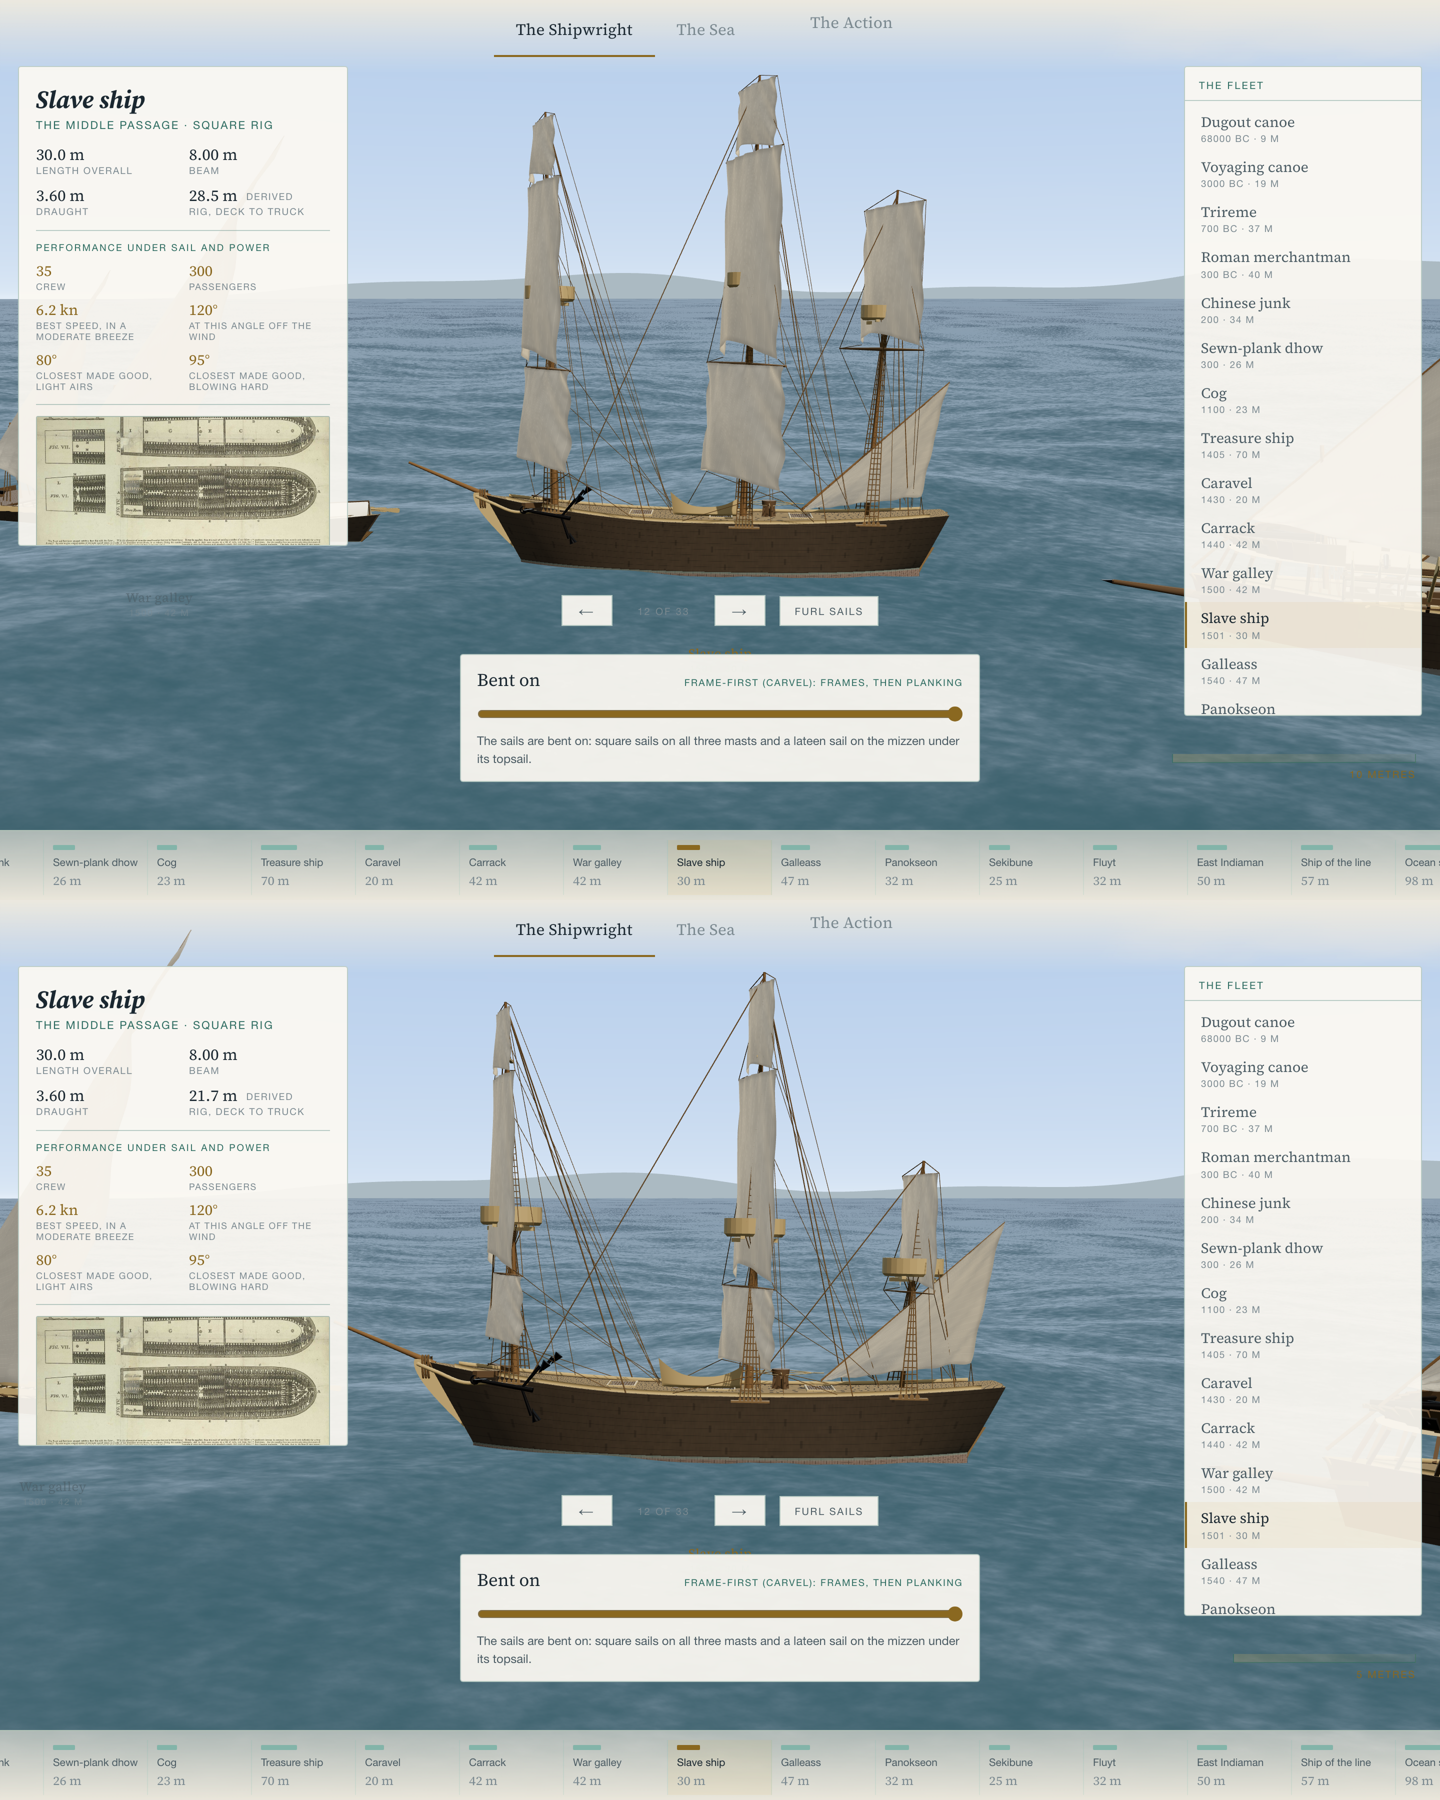 The Shipwright
The Sea
The Action
Slave ship
THE MIDDLE PASSAGE · SQUARE RIG
30.0 m
LENGTH OVERALL
8.00 m
BEAM
3.60 m
DRAUGHT
28.5 m DERIVED
RIG, DECK TO TRUCK
PERFORMANCE UNDER SAIL AND POWER
35
CREW
300
PASSENGERS
6.2 kn
BEST SPEED, IN A
MODERATE BREEZE
120°
AT THIS ANGLE OFF THE
WIND
80°
CLOSEST MADE GOOD,
LIGHT AIRS
95°
CLOSEST MADE GOOD,
BLOWING HARD
War galley
THE FLEET
Dugout canoe
68000 BC · 9 M
Voyaging canoe
3000 BC · 19 M
Trireme
700 BC · 37 M
Roman merchantman
300 BC · 40 M
Chinese junk
200 · 34 M
Sewn-plank dhow
300 · 26 M
Cog
1100 · 23 M
Treasure ship
1405 · 70 M
Caravel
1430 · 20 M
Carrack
1440 · 42 M
War galley
1500 · 42 M
Slave ship
1501 · 30 M
Galleass
1540 · 47 M
Panokseon
←
12 OF 33
→
FURL SAILS
Bent on
FRAME-FIRST (CARVEL): FRAMES, THEN PLANKING
The sails are bent on: square sails on all three masts and a lateen sail on the mizzen under
its topsail.
METRES
nk
Sewn-plank dhow
26 m
Cog
23 m
Treasure ship
70 m
Caravel
20 m
Carrack
42 m
War galley
42 m
Slave ship
30 m
Galleass
47 m
Panokseon
32 m
Sekibune
25 m
Fluyt
32 m
East Indiaman
50 m
Ship of the line
57 m
Ocean
98 m
The Shipwright
The Sea
The Action
Slave ship
THE MIDDLE PASSAGE · SQUARE RIG
30.0 m
LENGTH OVERALL
8.00 m
BEAM
3.60 m
DRAUGHT
21.7 m DERIVED
RIG, DECK TO TRUCK
PERFORMANCE UNDER SAIL AND POWER
35
CREW
300
PASSENGERS
6.2 kn
BEST SPEED, IN A
MODERATE BREEZE
120°
AT THIS ANGLE OFF THE
WIND
80°
CLOSEST MADE GOOD,
LIGHT AIRS
95°
CLOSEST MADE GOOD,
BLOWING HARD
War galley
THE FLEET
Dugout canoe
68000 BC · 9 M
Voyaging canoe
3000 BC · 19 M
Trireme
700 BC · 37 M
Roman merchantman
300 BC · 40 M
Chinese junk
200 · 34 M
Sewn-plank dhow
300 · 26 M
Cog
1100 · 23 M
Treasure ship
1405 · 70 M
Caravel
1430 · 20 M
Carrack
1440 · 42 M
War galley
1500 · 42 M
Slave ship
1501 · 30 M
Galleass
1540 · 47 M
Panokseon
←
12 OF 33
→
FURL SAILS
Bent on
FRAME-FIRST (CARVEL): FRAMES, THEN PLANKING
The sails are bent on: square sails on all three masts and a lateen sail on the mizzen under
its topsail.
METRES
nk
Sewn-plank dhow
26 m
Cog
23 m
Treasure ship
70 m
Caravel
20 m
Carrack
42 m
War galley
42 m
Slave ship
30 m
Galleass
47 m
Panokseon
32 m
Sekibune
25 m
Fluyt
32 m
East Indiaman
50 m
Ship of the line
57 m
Ocean
98 m